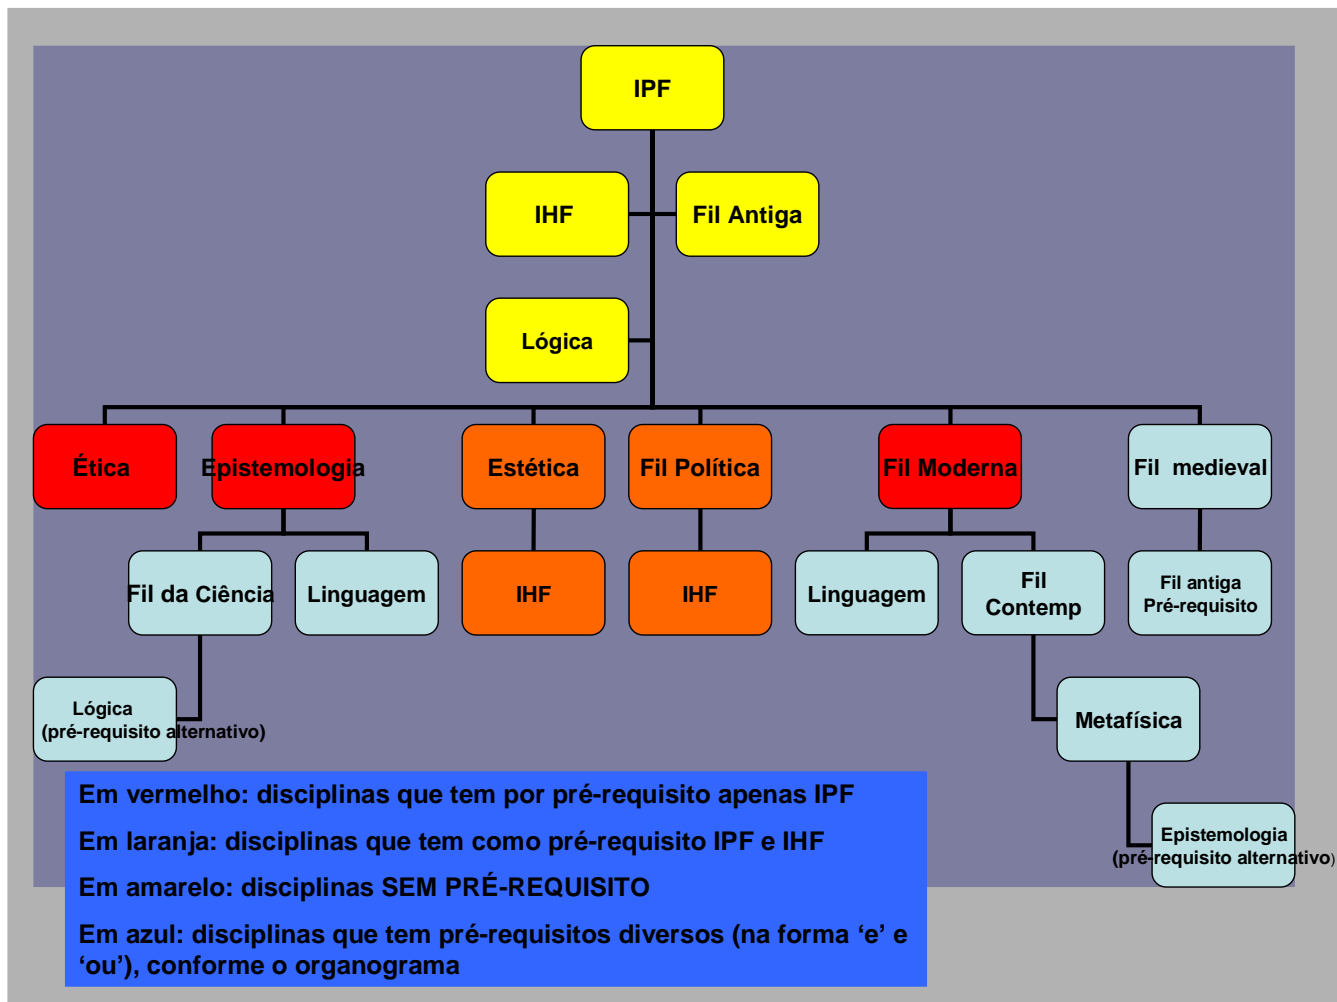 IPF
IHF
Fil Antiga
Lógica
Ética
Epistemologia
Estética
Fil Política
Fil Moderna
Fil  medieval
Fil da Ciência
Linguagem
IHF
IHF
Linguagem
Fil
Contemp
Fil antiga
Pré-requisito
Lógica
(pré-requisito alternativo)
Metafísica
Epistemologia
(pré-requisito alternativo)
Em vermelho: disciplinas que tem por pré-requisito apenas IPF
Em laranja: disciplinas que tem como pré-requisito IPF e IHF
Em amarelo: disciplinas SEM PRÉ-REQUISITO
Em azul: disciplinas que tem pré-requisitos diversos (na forma ‘e’ e
‘ou’), conforme o organograma